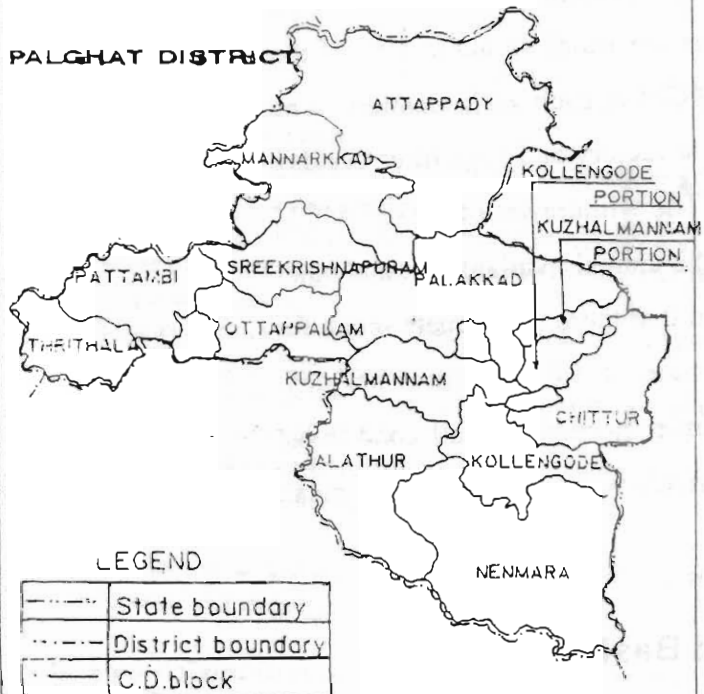 PALGHAT DISTRICT
ATTAPPADY
MANNARKKAD
KOLLENGODE
PORTION
KUZHALMANNAM
PORTION
PATTAMBI
SREEKRISHNAPURAM
PALAKKAD
THRITHALA
OTTAPPALAM
KUZHALMANNAM
CHITTUR
ALATHUR
KOLLENGODE
NENMARA
LEGEND
State boundary
District boundary
C.D.block